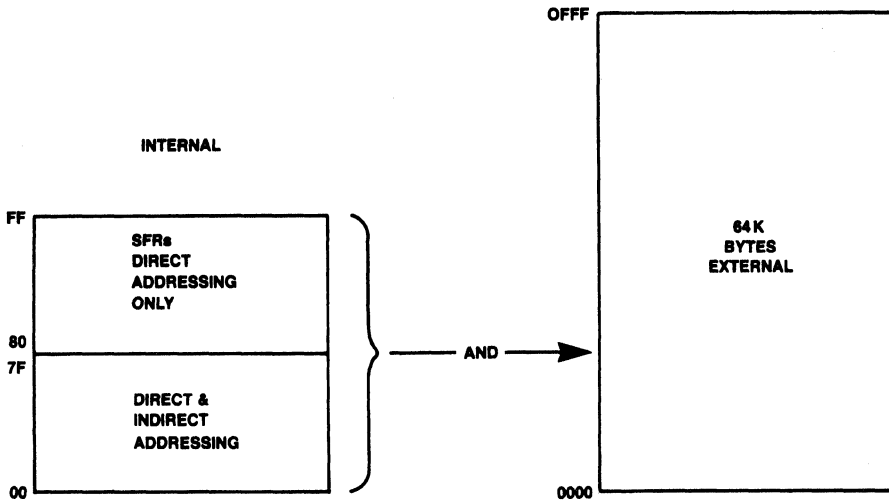 OFFF
INTERNAL
FF
SFRs
DIRECT
ADDRESSING
ONLY
80
7F
DIRECT &
INDIRECT
ADDRESSING
00
AND
64K
BYTES
EXTERNAL
0000